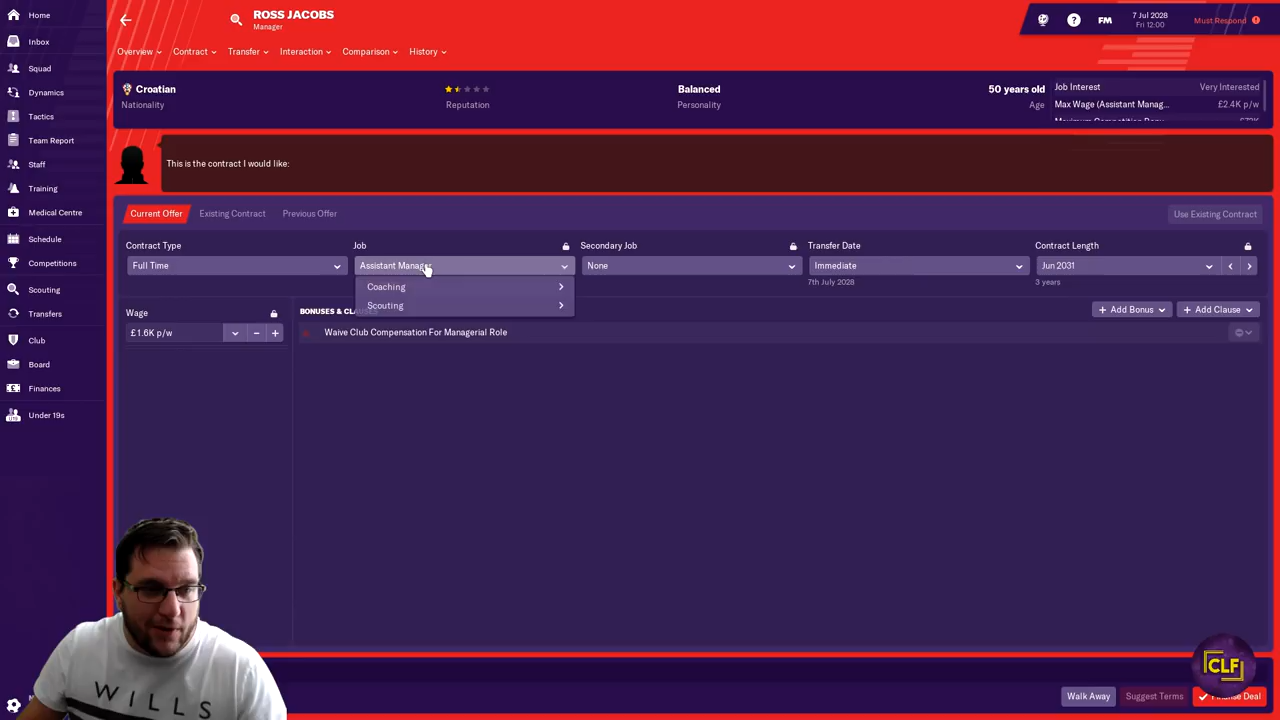 Home
Inbox
Squad
Dynamics
Tactics
Team Report
Staff
Training
Medical Centre
Schedule
Competitions
Scouting
Transfers
Club
Board
Finances
Under 19s
ROSS JACOBS
Manager
FM
7 Jul 2028
Fri 12:00
Must Respond
Overview
Contract
Transfer
Interaction
Comparison
History
Croatian
Nationality
Reputation
Balanced
Personality
50 years old
Age
Job Interest Very Interested
Max Wage (Assistant Manag... £2.4K p/w
This is the contract I would like:
Current Offer
Existing Contract
Previous Offer
Use Existing Contract
Contract Type
Full Time
Job
Assistant Manager
Coaching
Scouting
Secondary Job
None
Transfer Date
Immediate
7th July 2028
Contract Length
Jun 2031
3 years
Wage
£1.6K p/w
BONUSES &
Add Bonus
Add Clause
Waive Club Compensation For Managerial Role
CLF
Walk Away
Suggest Terms
Deal
WILLS